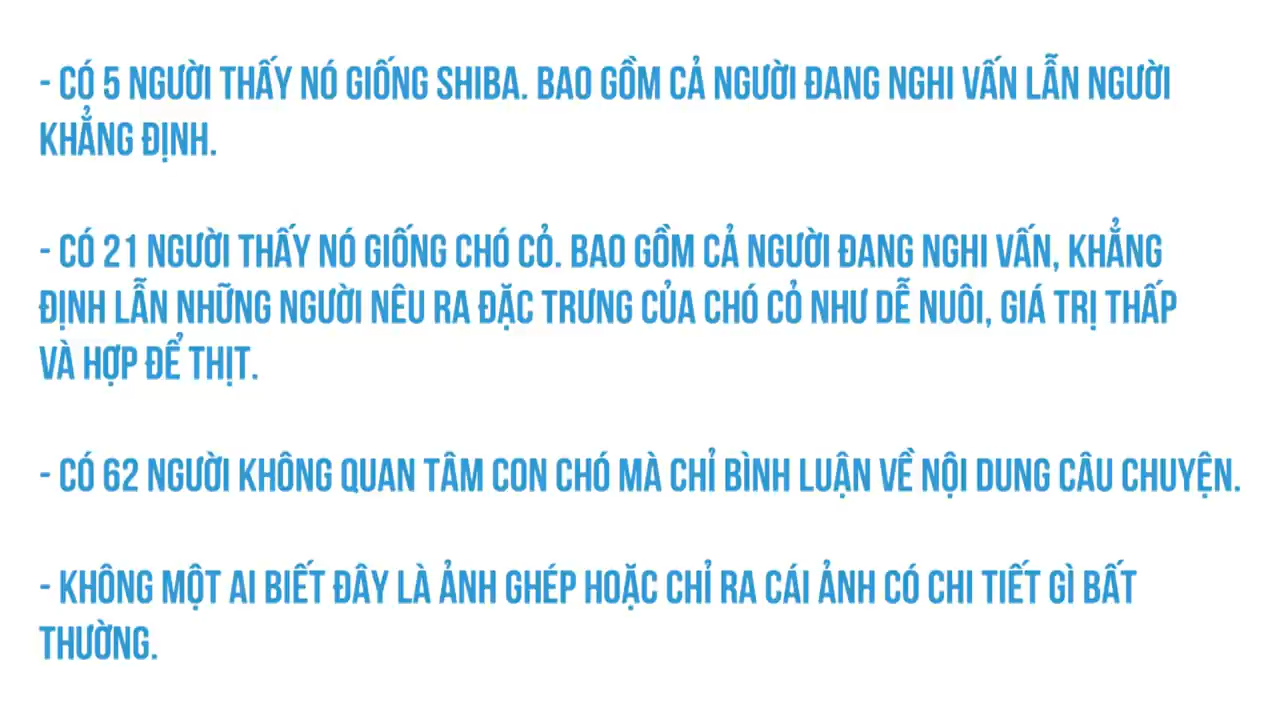 - CÓ 5 NGƯỜI THẤY NÓ GIỐNG SHIBA. BAO GỒM CẢ NGƯỜI ĐANG NGHI VẤN LẪN NGƯỜI
KHẲNG ĐỊNH.
- CÓ 21 NGƯỜI THẤY NÓ GIỐNG CHÓ CỎ. BAO GỒM CẢ NGƯỜI ĐANG NGHI VẤN, KHẲNG
ĐỊNH LẪN NHỮNG NGƯỜI NÊU RA ĐẶC TRƯNG CỦA CHÓ CỎ NHƯ DỄ NUÔI, GIÁ TRỊ THẤP
VÀ HỢP ĐỂ THỊT.
- CÓ 62 NGƯỜI KHÔNG QUAN TÂM CON CHÓ MÀ CHỈ BÌNH LUẬN VỀ NỘI DUNG CÂU CHUYỆN.
- KHÔNG MỘT AI BIẾT ĐÂY LÀ ẢNH GHÉP HOẶC CHỈ RA CÁI ẢNH CÓ CHI TIẾT GÌ BẤT
THƯỜNG.